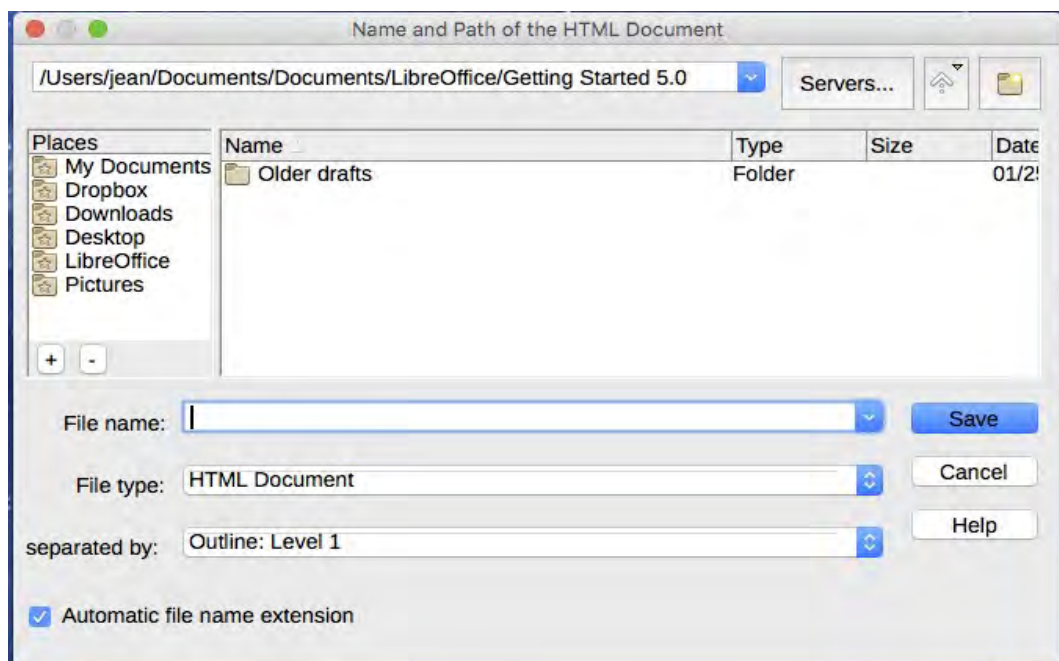 Name and Path of the HTML Document
/Users/jean/Documents/Documents/LibreOffice/Getting Started 5.0
Servers...
Places
Name
Type
Size
Date
My Documents
Older drafts
Folder
Dropbox
Downloads
Desktop
LibreOffice
Pictures
+
-
File name:
Save
File type:
HTML Document
Cancel
separated by:
Outline: Level 1
Help
Automatic file name extension